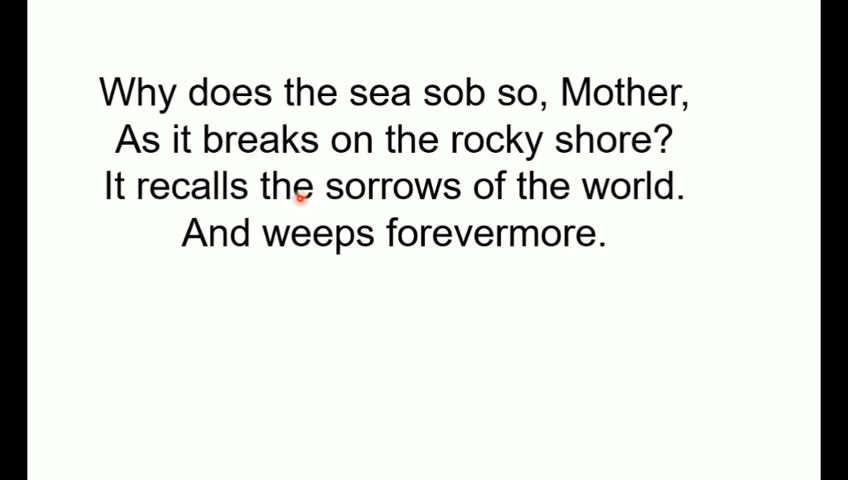 Why does the sea sob so, Mother,
As it breaks on the rocky shore?
It recalls the sorrows of the world.
And weeps forevermore.